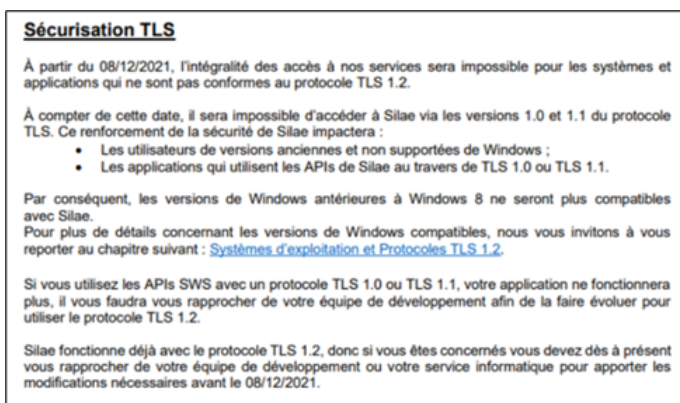 Sécurisation TLS
À partir du 08/12/2021, l'intégralité des accès à nos services sera impossible pour les systèmes et
applications qui ne sont pas conformes au protocole TLS 1.2.
À compter de cette date, il sera impossible d'accéder à Silae via les versions 1.0 et 1.1 du protocole
TLS. Ce renforcement de la sécurité de Silae impactera :
• Les utilisateurs de versions anciennes et non supportées de Windows ;
• Les applications qui utilisent les APIs de Silae au travers de TLS 1.0 ou TLS 1.1.
Par conséquent, les versions de Windows antérieures à Windows 8 ne seront plus compatibles
avec Silae.
Pour plus de détails concernant les versions de Windows compatibles, nous vous invitons à vous
reporter au chapitre suivant : Systèmes d'exploitation et Protocoles TLS 1.2.
Si vous utilisez les APIs SWS avec un protocole TLS 1.0 ou TLS 1.1, votre application ne fonctionnera
plus, il vous faudra vous rapprocher de votre équipe de développement afin de la faire évoluer pour
utiliser le protocole TLS 1.2.
Silae fonctionne déjà avec le protocole TLS 1.2, donc si vous êtes concernés vous devez dès à présent
vous rapprocher de votre équipe de développement ou votre service informatique pour apporter les
modifications nécessaires avant le 08/12/2021.